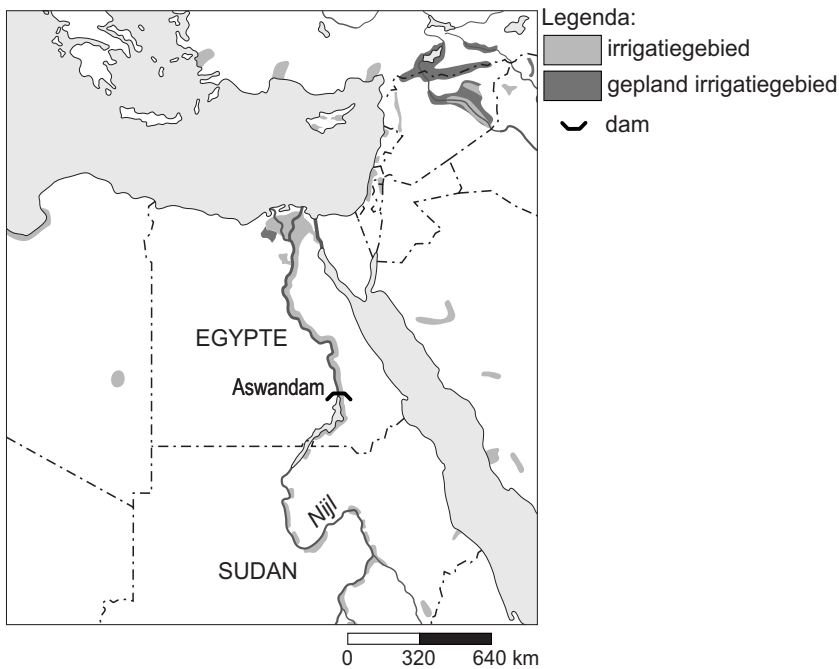 Legenda:
irrigatiegebied
gepland irrigatiegebied
dam
EGYPTE
Aswandam
Nijl
SUDAN
0 320 640 km